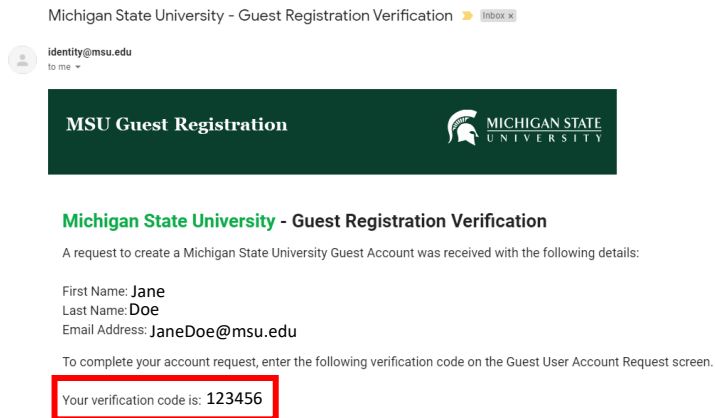 Michigan State University - Guest Registration Verification Inbox x
identity@msu.edu
to me
MSU Guest Registration
MICHIGAN STATE
UNIVERSITY
Michigan State University - Guest Registration Verification
A request to create a Michigan State University Guest Account was received with the following details:
First Name: Jane
Last Name: Doe
Email Address: JaneDoe@msu.edu
To complete your account request, enter the following verification code on the Guest User Account Request screen.
Your verification code is: 123456